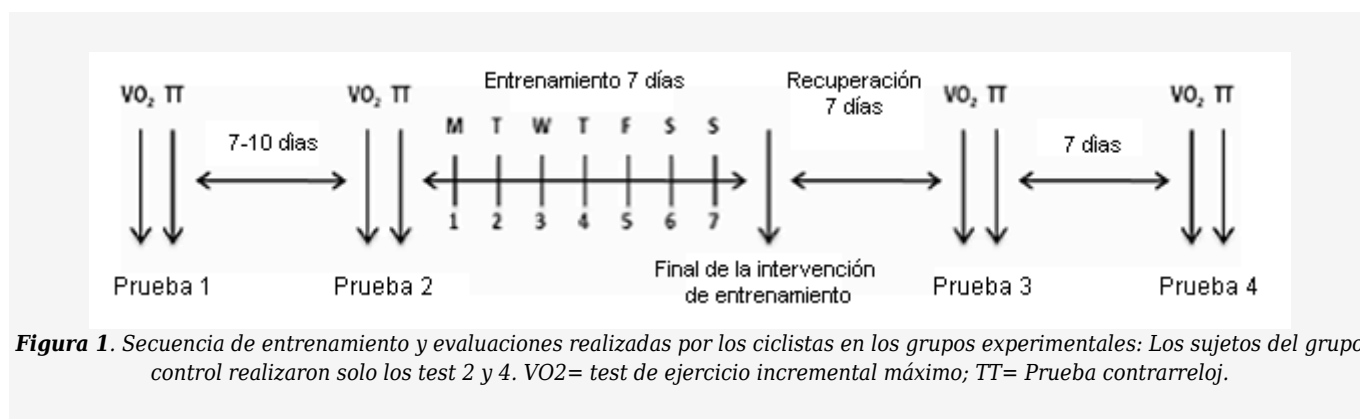 VO₂ TT
7-10 dìas
Prueba 1
VO₂ TT
Prueba 2
Entrenamiento 7 días
M T W T F S S
1 2 3 4 5 6 7
Final de la intervención
de entrenamiento
Recuperación
7 días
VO₂ TT
Prueba 3
7 dìas
VO₂ TT
Prueba 4
Figura 1. Secuencia de entrenamiento y evaluaciones realizadas por los ciclistas en los grupos experimentales: Los sujetos del grupo
control realizaron solo los test 2 y 4. VO2= test de ejercicio incremental máximo; TT= Prueba contrarreloj.